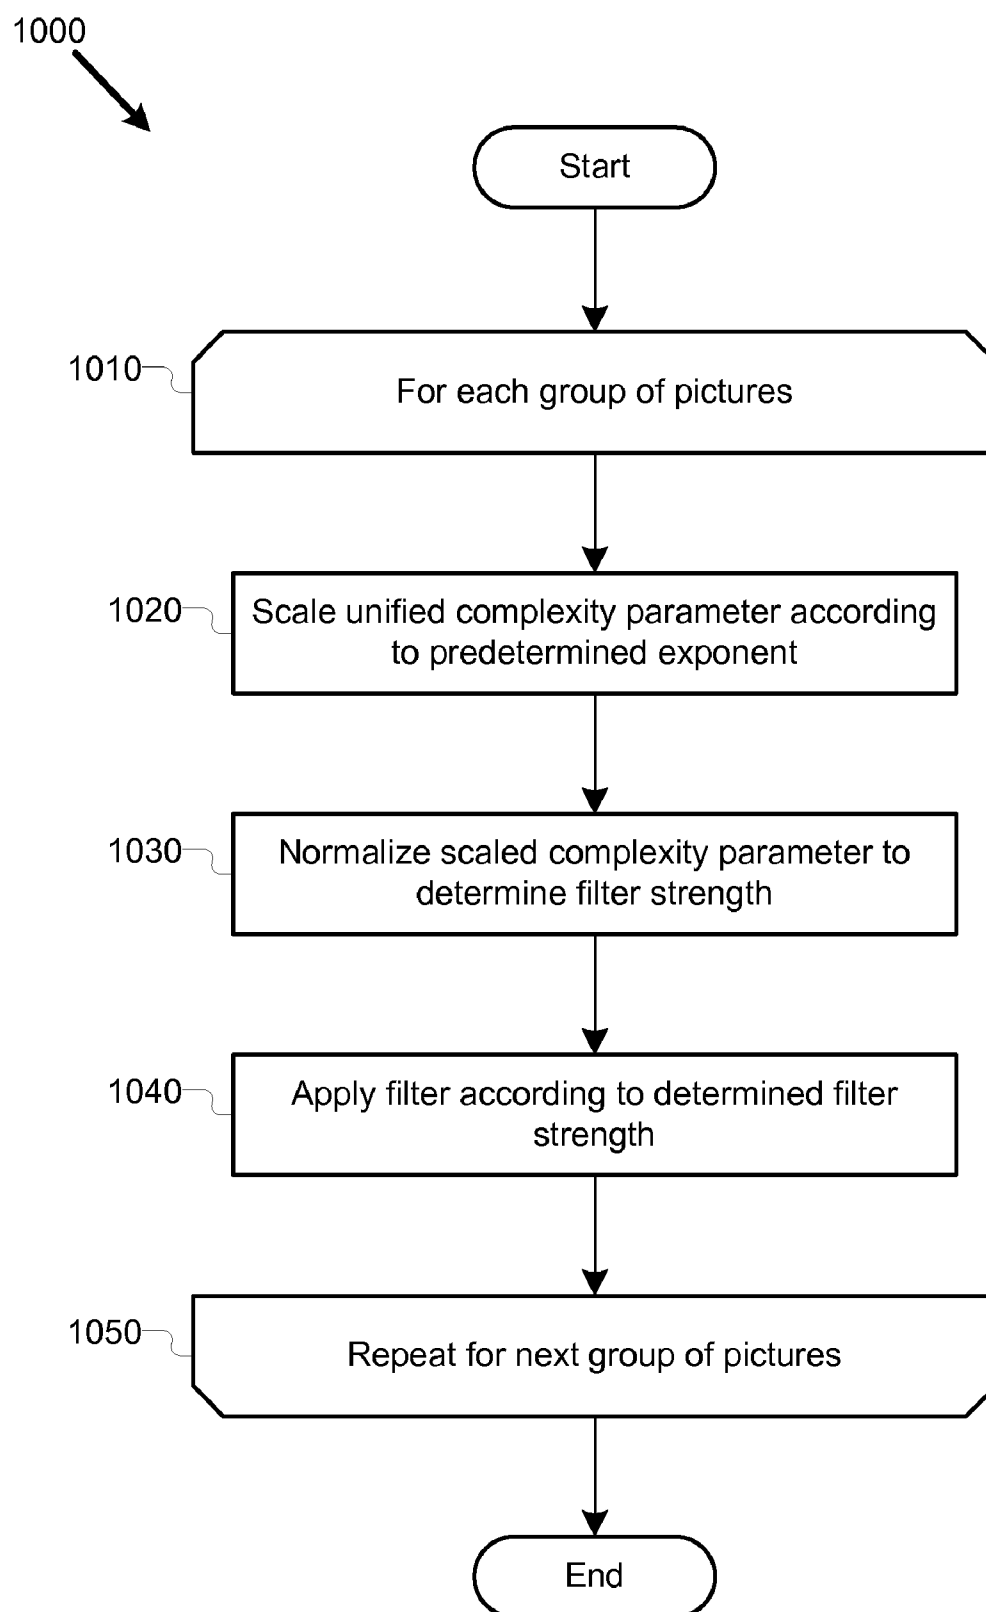 1000
Start
1010
For each group of pictures
1020
Scale unified complexity parameter according
to predetermined exponent
1030
Normalize scaled complexity parameter to
determine filter strength
1040
Apply filter according to determined filter
strength
1050
Repeat for next group of pictures
End